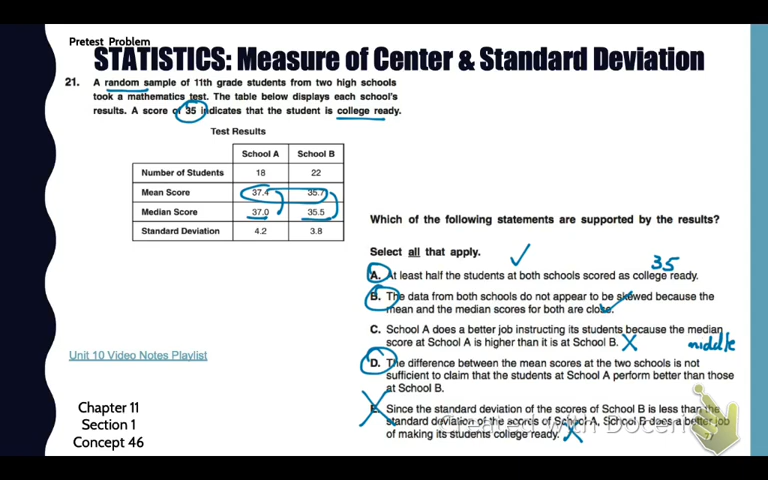 Pretest Problem
STATISTICS: Measure of Center & Standard Deviation
21. A random sample of 11th grade students from two high schools
took a mathematics test. The table below displays each school's
results. A score of 35 indicates that the student is college ready.
Test Results
School A School B
Number of Students 18 22
Mean Score 37.4 35.7
Median Score 37.0 35.5
Standard Deviation 4.2 3.8
Which of the following statements are supported by the results?
Select all that apply.
35
A. At least half the students at both schools scored as college ready.
B. The data from both schools do not appear to be skewed because the
mean and the median scores for both are close.
C. School A does a better job instructing its students because the median
score at School A is higher than it is at School B.
middle
D. The difference between the mean scores at the two schools is not
sufficient to claim that the students at School A perform better than those
at School B.
E. Since the standard deviation of the scores of School B is less than the
standard deviation of the scores of School A, School B does a better job
of making its students college ready.
Unit 10 Video Notes Playlist
Chapter 11
Section 1
Concept 46